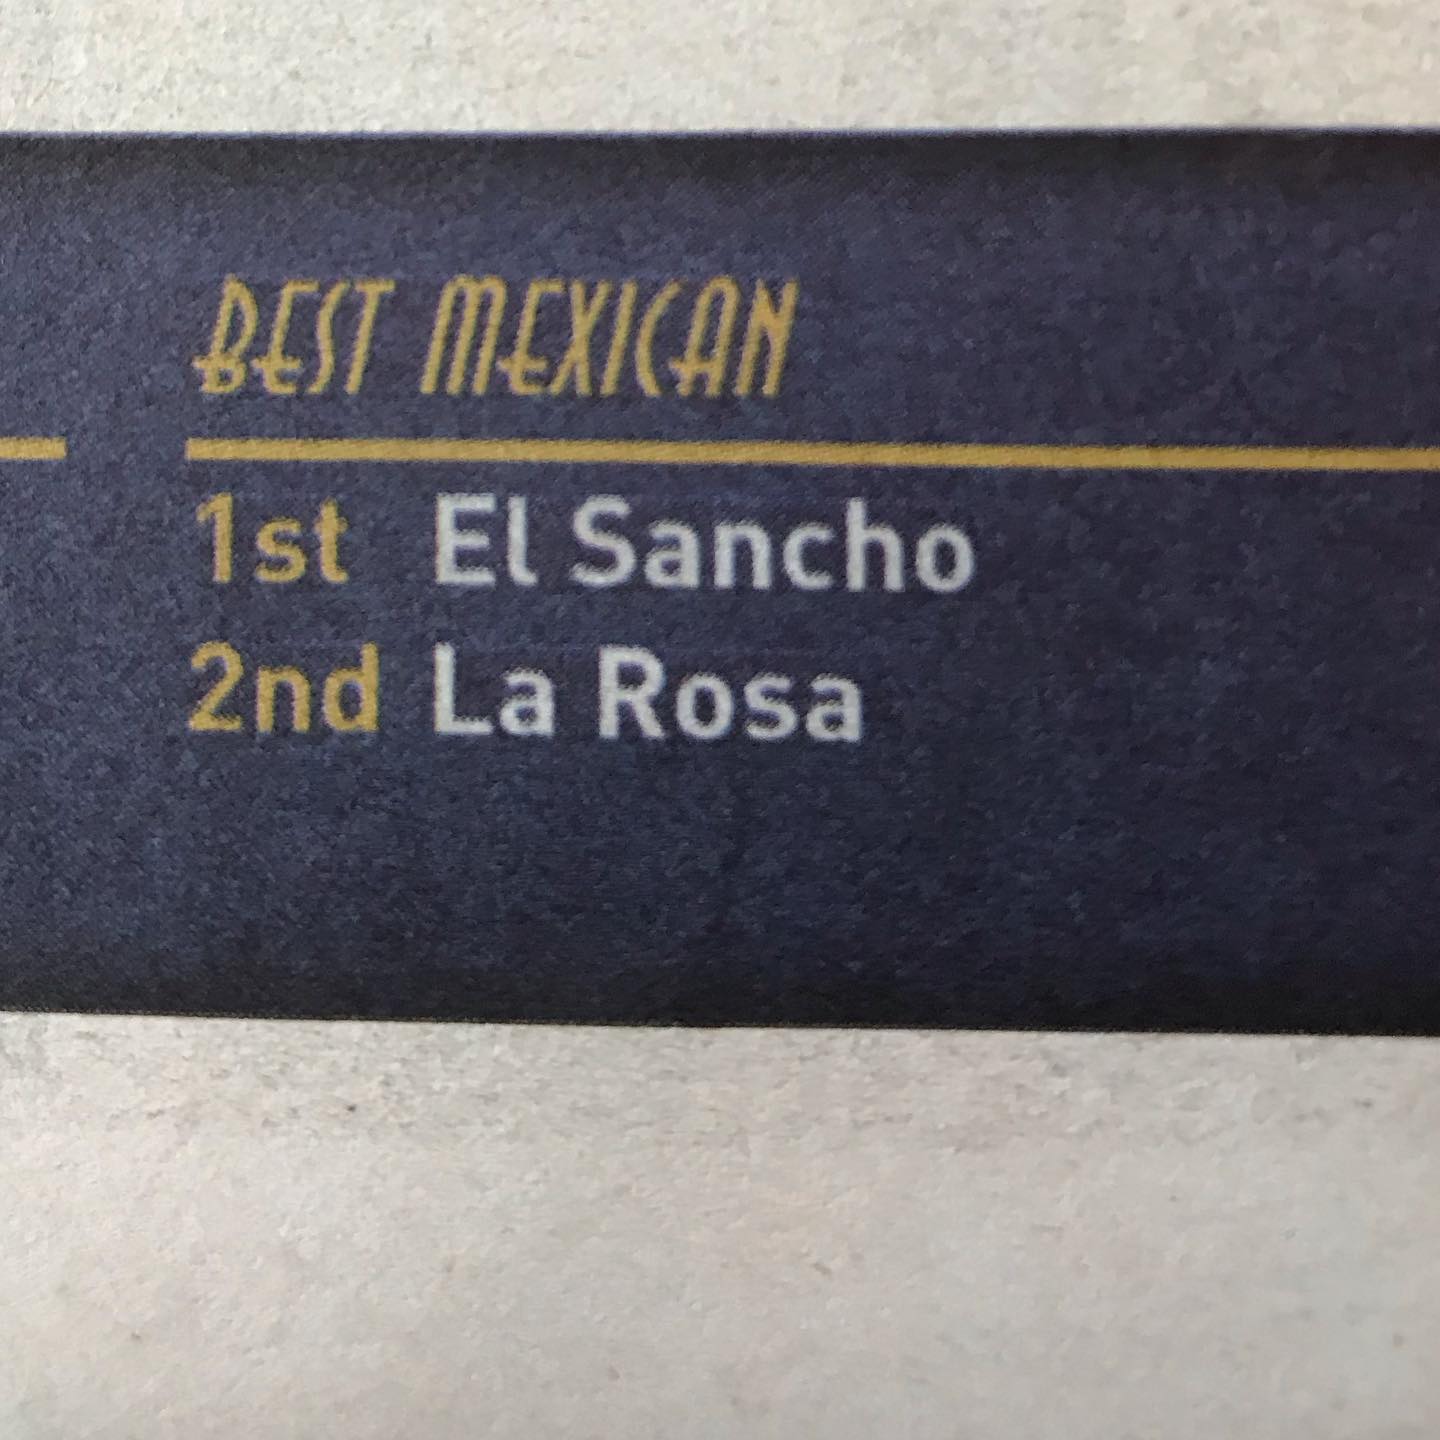 BEST MEXICAN
1st El Sancho
2nd La Rosa